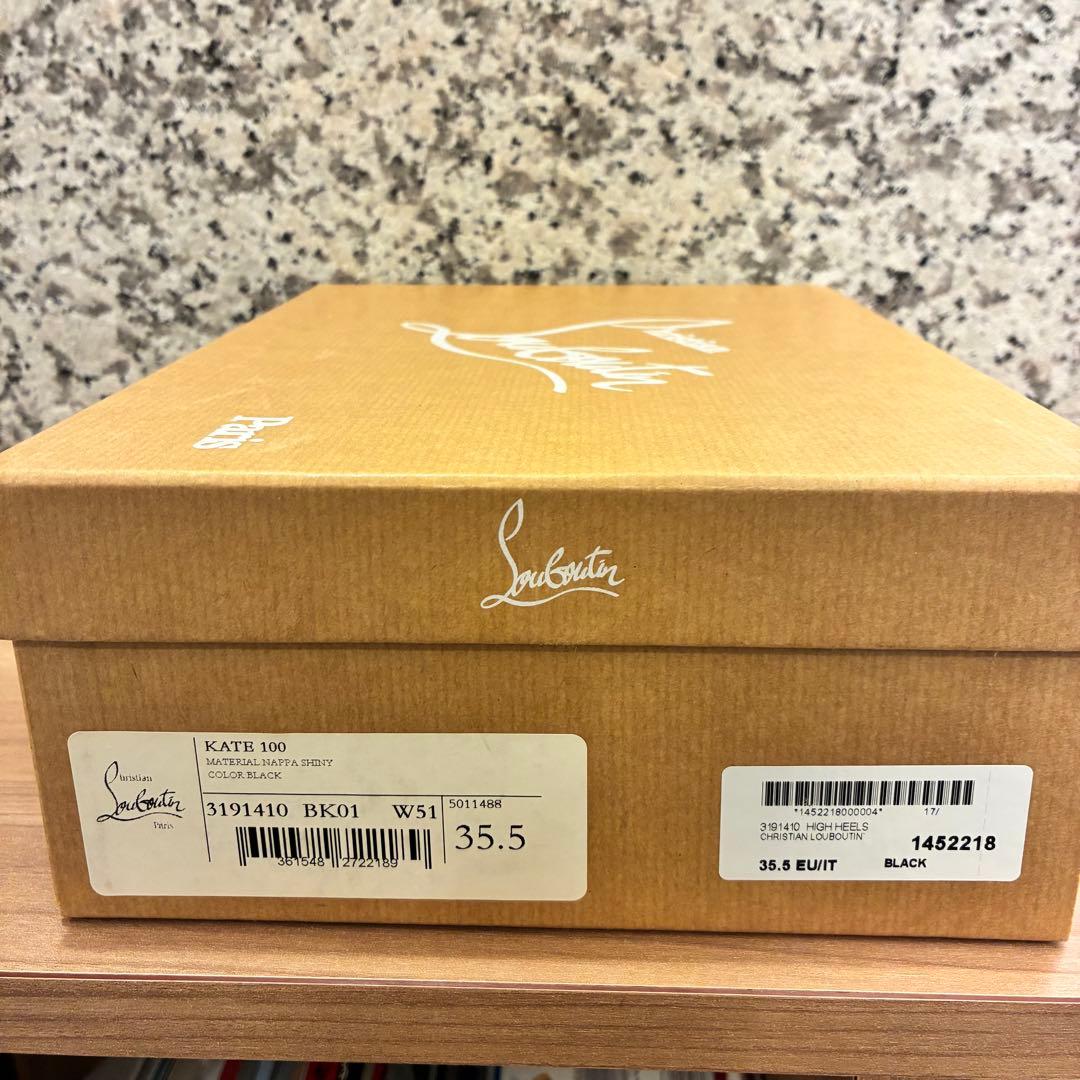 Christian
Louboutin
Paris
Louboutin
Christian
Louboutin
Paris
KATE 100
MATERIAL NAPPA SHINY
COLOR BLACK
3191410 BK01 W51
361548 2722189
5011488
35.5
*1452218000004* 17/
3191410 HIGH HEELS
CHRISTIAN LOUBOUTIN
1452218
35.5 EU/IT BLACK